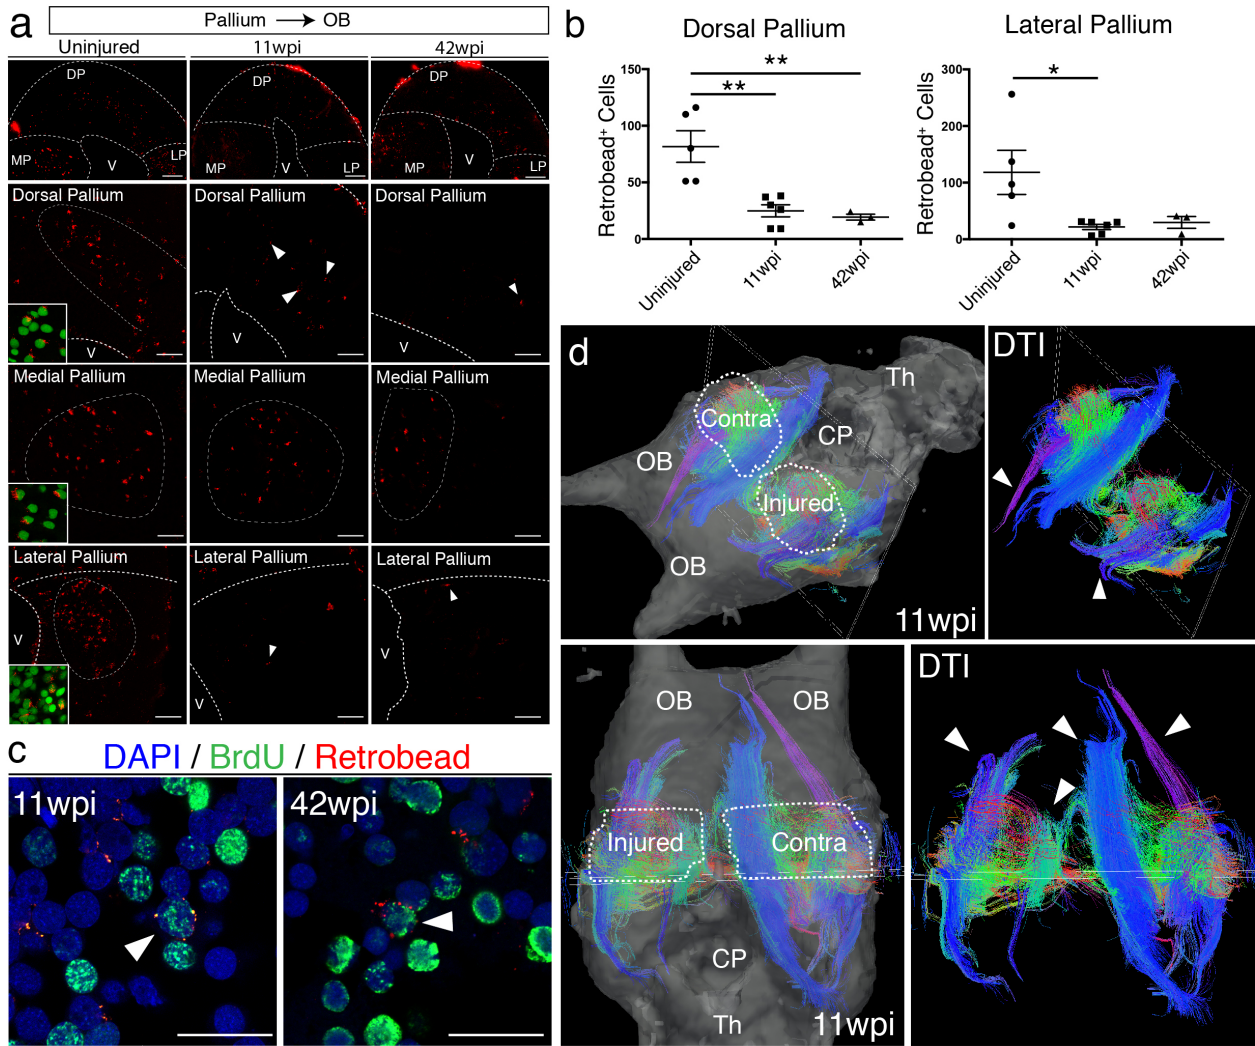 a
Pallium → OB
Uninjured 11wpi 42wpi
DP DP DP
MP V LP MP V LP MP V LP
Dorsal Pallium Dorsal Pallium Dorsal Pallium
V V V
Medial Pallium Medial Pallium Medial Pallium
Lateral Pallium Lateral Pallium Lateral Pallium
V V V
b
Dorsal Pallium
Retrobead+ Cells
150
100
50
0
**
**
Uninjured 11wpi 42wpi
Lateral Pallium
Retrobead+ Cells
300
200
100
0
*
Uninjured 11wpi 42wpi
c
DAPI / BrdU / Retrobead
11wpi 42wpi
d
Th
Contra
CP
OB
Injured
OB
11wpi
DTI
OB OB
Injured Contra
CP
Th
11wpi
DTI